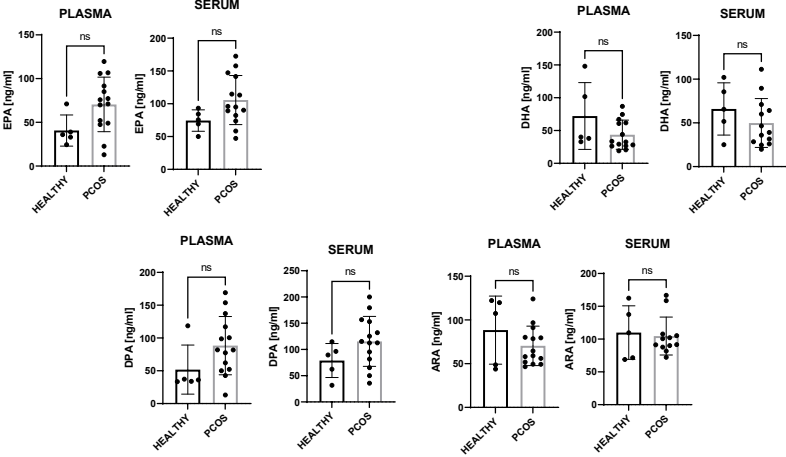 PLASMA
EPA [ng/ml]
150
100
50
0
ns
HEALTHY
PCOS
SERUM
EPA [ng/ml]
200
150
100
50
0
ns
HEALTHY
PCOS
PLASMA
DHA [ng/ml]
200
150
100
50
0
ns
HEALTHY
PCOS
SERUM
DHA [ng/ml]
150
100
50
0
ns
HEALTHY
PCOS
PLASMA
DPA [ng/ml]
200
150
100
50
0
ns
HEALTHY
PCOS
SERUM
DPA [ng/ml]
250
200
150
100
50
0
ns
HEALTHY
PCOS
PLASMA
ARA [ng/ml]
150
100
50
0
ns
HEALTHY
PCOS
SERUM
ARA [ng/ml]
200
150
100
50
0
ns
HEALTHY
PCOS